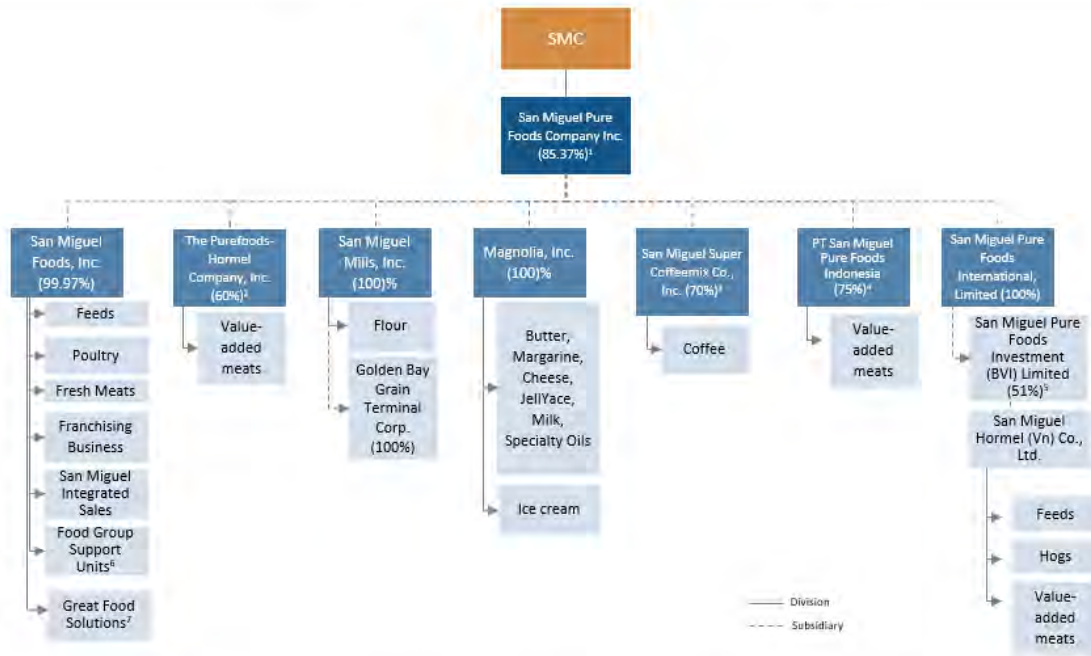 SMC
San Miguel Pure
Foods Company Inc.
(85.37%)¹
San Miguel
Foods, Inc.
(99.97%)
Feeds
Poultry
Fresh Meats
Franchising
Business
San Miguel
Integrated
Sales
Food Group
Support
Units⁶
Great Food
Solutions⁷
The Purefoods-
Hormel
Company, Inc.
(60%)²
Value-
added
meats
San Miguel
Mills, Inc.
(100)%
Flour
Golden Bay
Grain
Terminal
Corp.
(100%)
Magnolia, Inc.
(100)%
Butter,
Margarine,
Cheese,
JellYace,
Milk,
Specialty Oils
Ice cream
San Miguel Super
Coffeemix Co.,
Inc. (70%)³
Coffee
PT San Miguel
Pure Foods
Indonesia
(75%)⁴
Value-
added
meats
San Miguel Pure
Foods
International,
Limited (100%)
San Miguel Pure
Foods
Investment
(BVI) Limited
(51%)⁵
San Miguel
Hormel (Vn) Co.,
Ltd.
Feeds
Hogs
Value-
added
meats
Division
Subsidiary